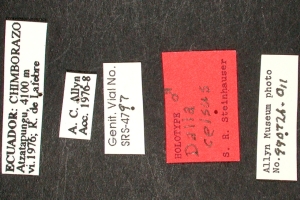 ECUADOR: CHIMBORAZO
Atzatapungu, 4100 m
vi.1976; R. de Lafebre
A. C. Allyn
Acc. 1976-8
Genit. Vial No.
SRS-4797
HOLOTYPE ♂
Dalla
celsus
S. R. Steinhauser
Allyn Museum photo
No. 990726-011